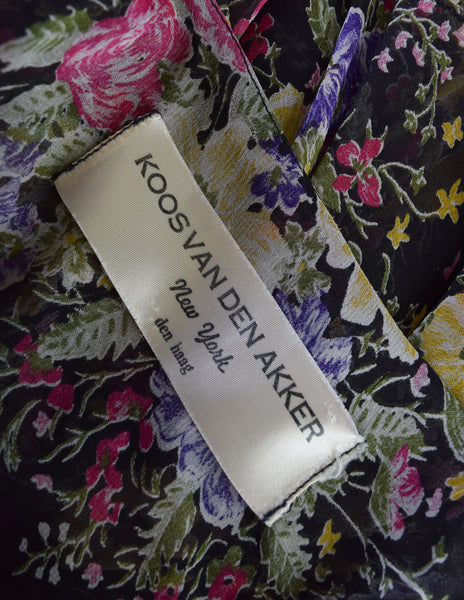 KOOS VAN DEN AKKER
New York
den haag